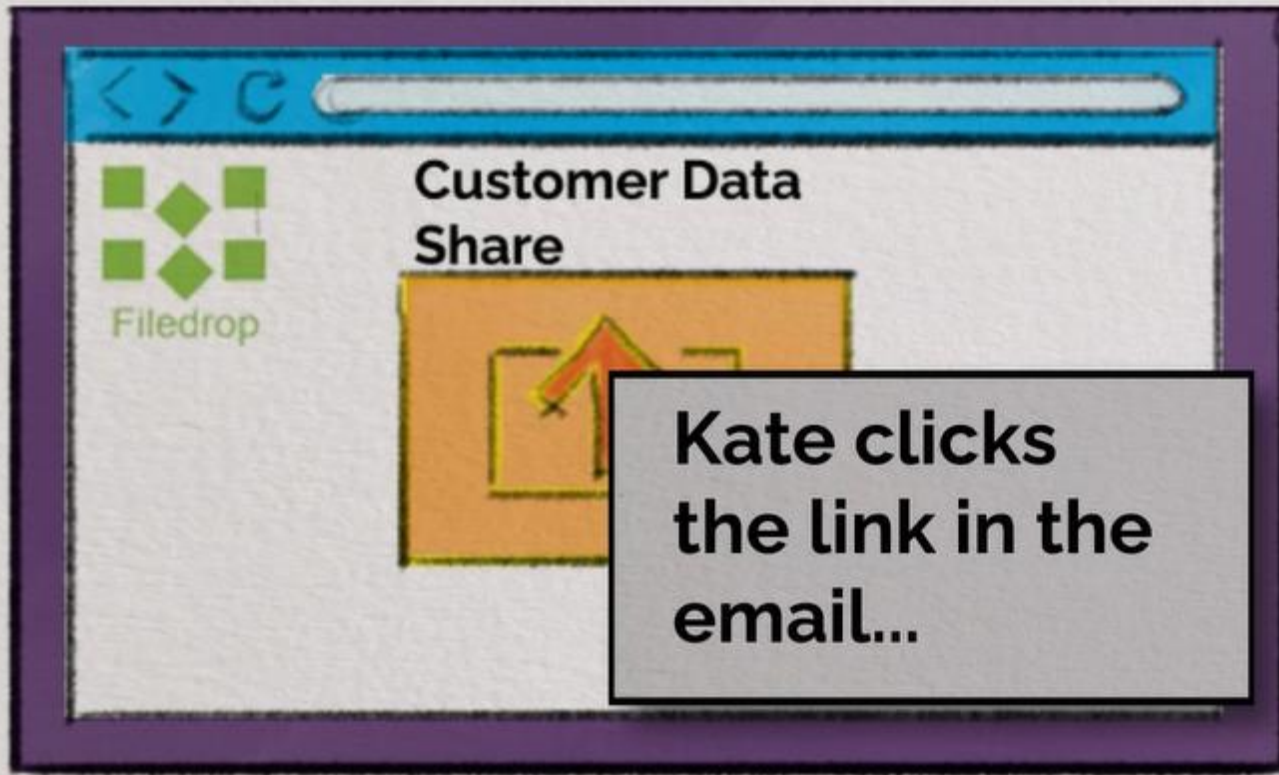 Customer Data
Share
Filedrop
Kate clicks
the link in the
email...